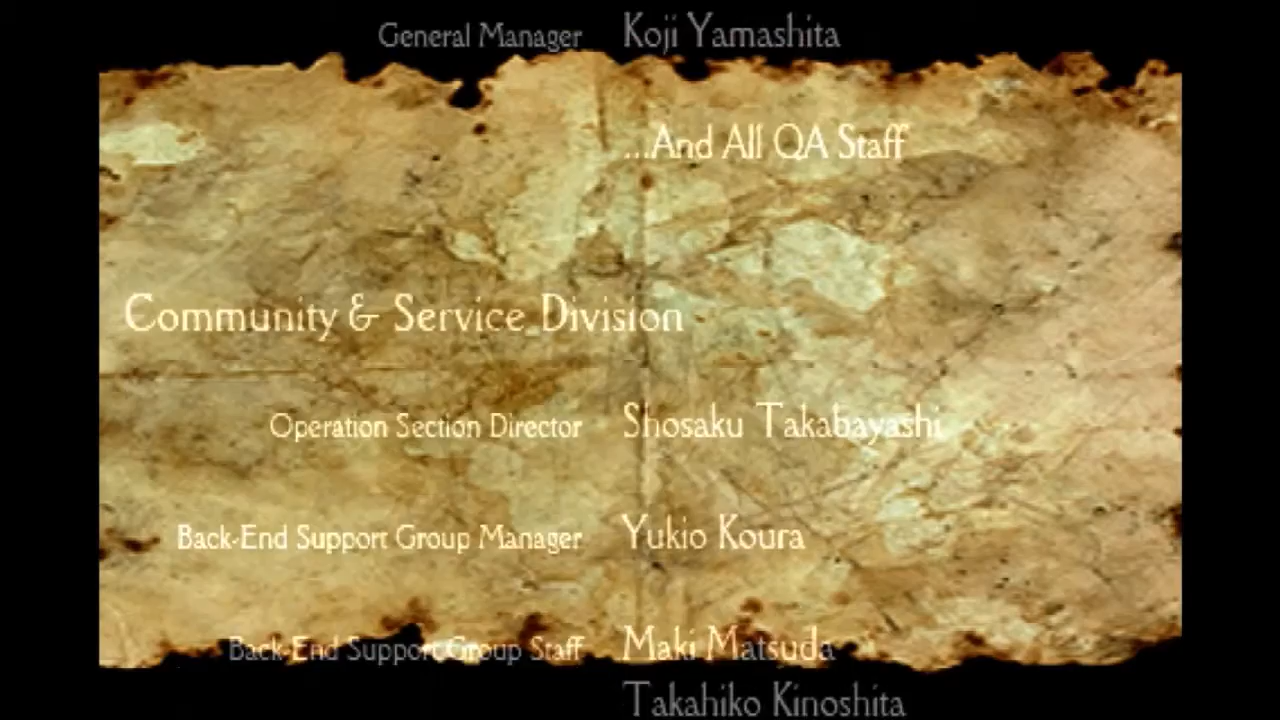 General Manager Koji Yamashita
...And All QA Staff
Community & Service Division
Operation Section Director Shosaku Takabayashi
Back-End Support Group Manager Yukio Koura
Back-End Support Group Staff Maki Matsuda
Takahiko Kinoshita